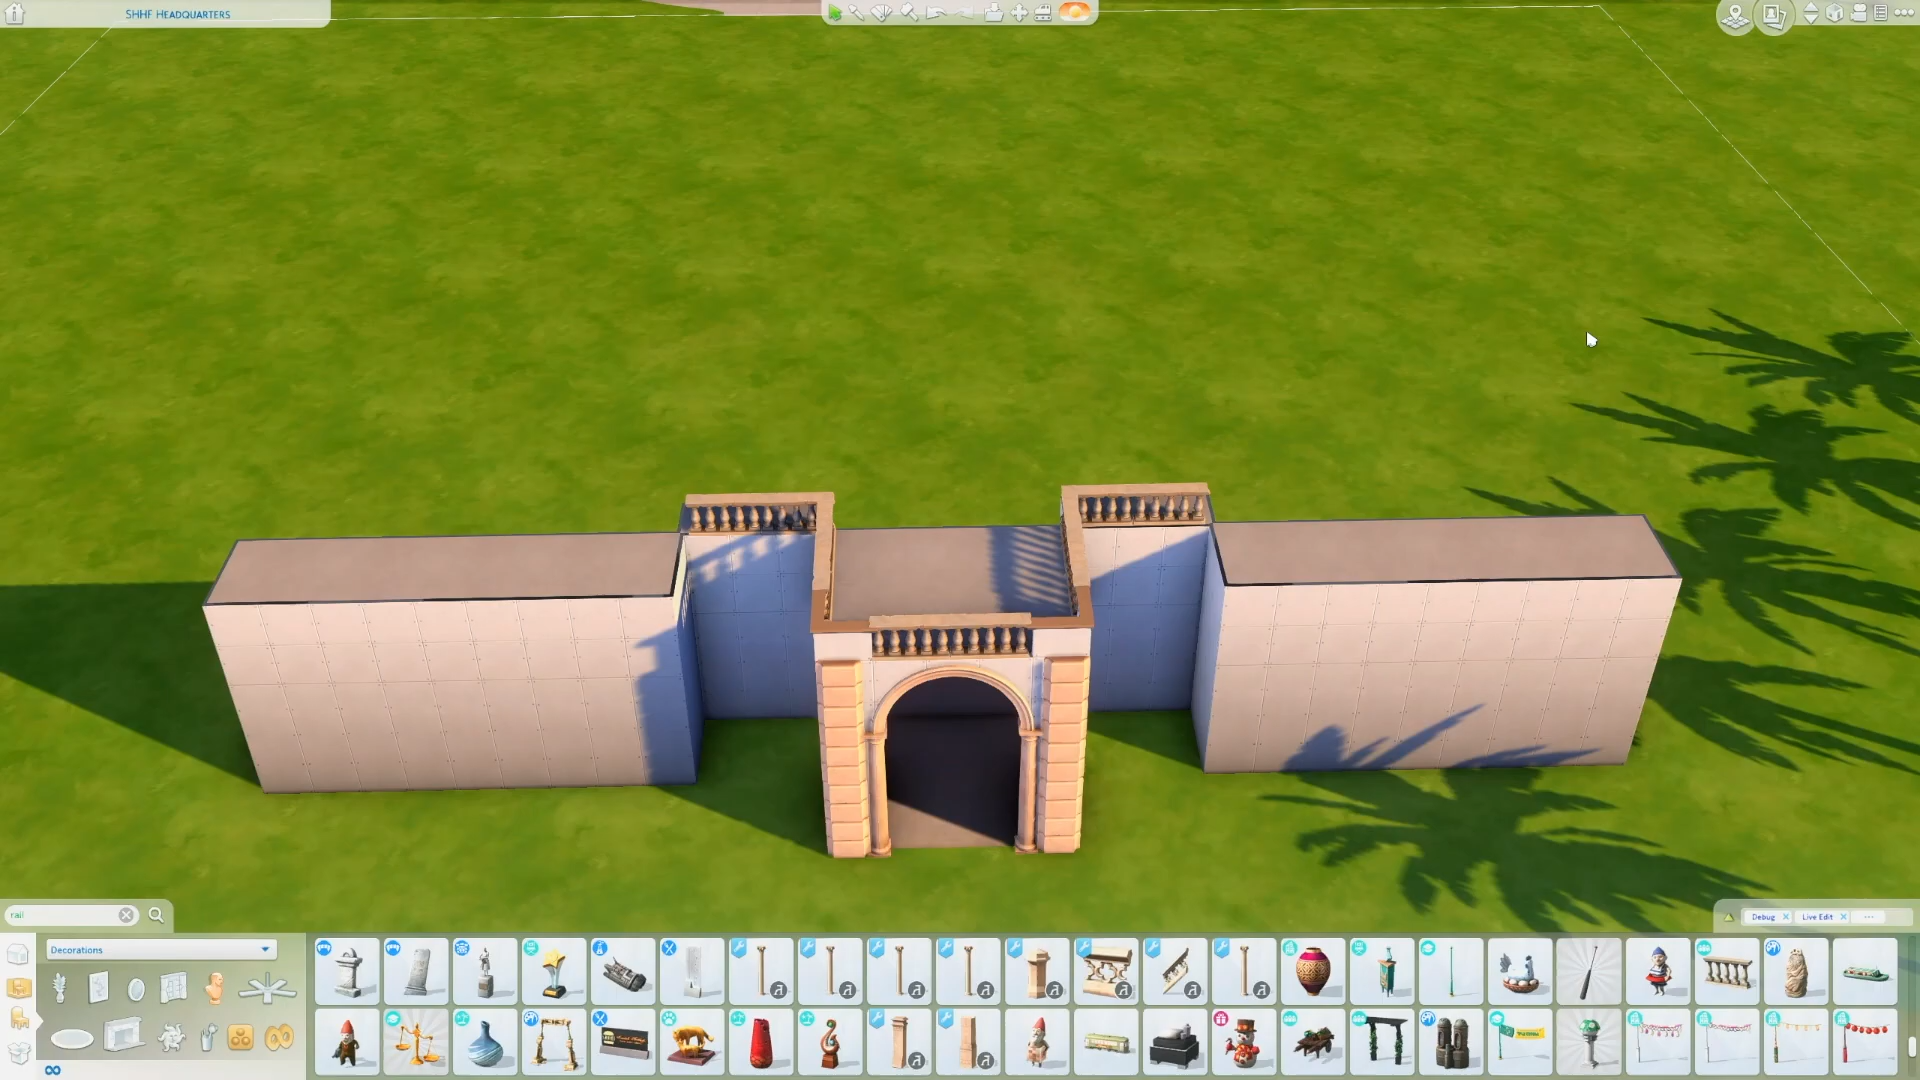 SHHF HEADQUARTERS
rail
Debug
Live Edit
Decorations